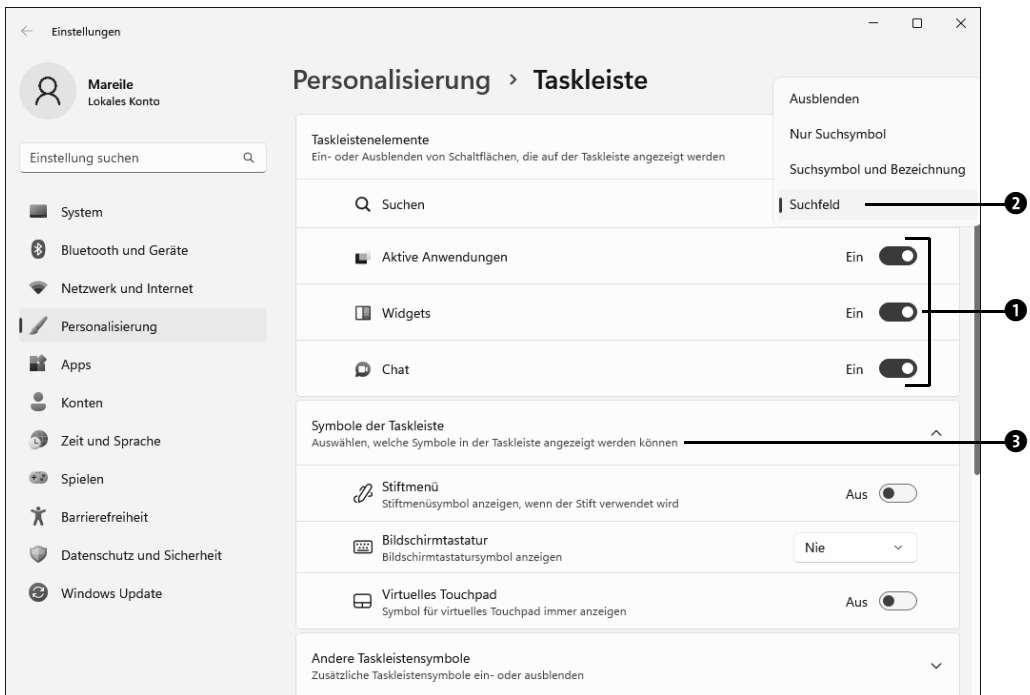 Einstellungen
Mareile
Lokales Konto
Einstellung suchen
System
Bluetooth und Geräte
Netzwerk und Internet
Personalisierung
Apps
Konten
Zeit und Sprache
Spielen
Barrierefreiheit
Datenschutz und Sicherheit
Windows Update
Personalisierung › Taskleiste
Taskleistenelemente
Ein- oder Ausblenden von Schaltflächen, die auf der Taskleiste angezeigt werden
Ausblenden
Nur Suchsymbol
Suchsymbol und Bezeichnung
Suchen
Suchfeld
2
Aktive Anwendungen
Ein
Widgets
Ein
1
Chat
Ein
Symbole der Taskleiste
Auswählen, welche Symbole in der Taskleiste angezeigt werden können
3
Stiftmenü
Stiftmenüsymbol anzeigen, wenn der Stift verwendet wird
Aus
Bildschirmtastatur
Bildschirmtastatursymbol anzeigen
Nie
Virtuelles Touchpad
Symbol für virtuelles Touchpad immer anzeigen
Aus
Andere Taskleistensymbole
Zusätzliche Taskleistensymbole ein- oder ausblenden